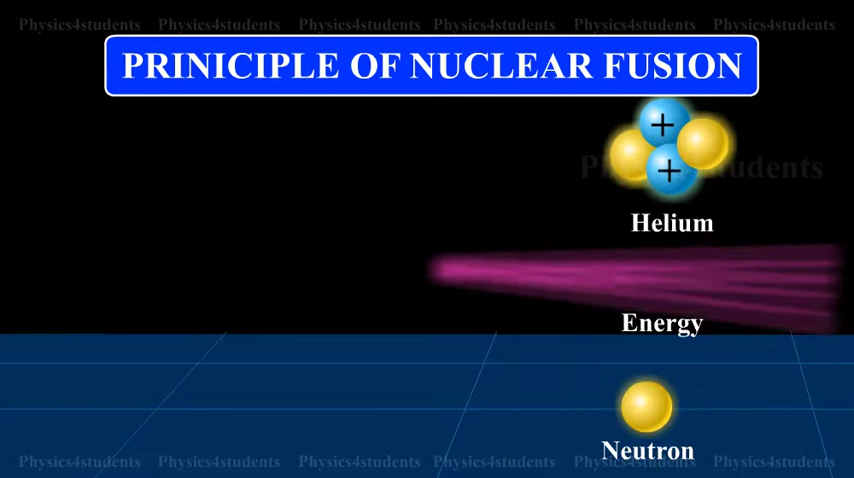 Physics4students Physics4students Physics4students Physics4students Physics4students Physics4students
PRINICIPLE OF NUCLEAR FUSION
+
+
Physics4students
Helium
Energy
Neutron
Physics4students Physics4students Physics4students Physics4students Physics4students Physics4students